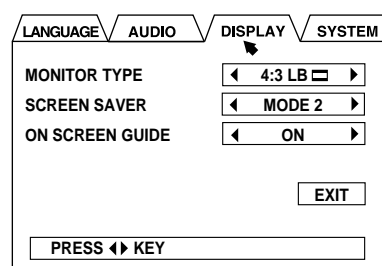 LANGUAGE AUDIO DISPLAY SYSTEM
MONITOR TYPE ◀ 4:3 LB ▶
SCREEN SAVER ◀ MODE 2 ▶
ON SCREEN GUIDE ◀ ON ▶
EXIT
PRESS ◀▶ KEY